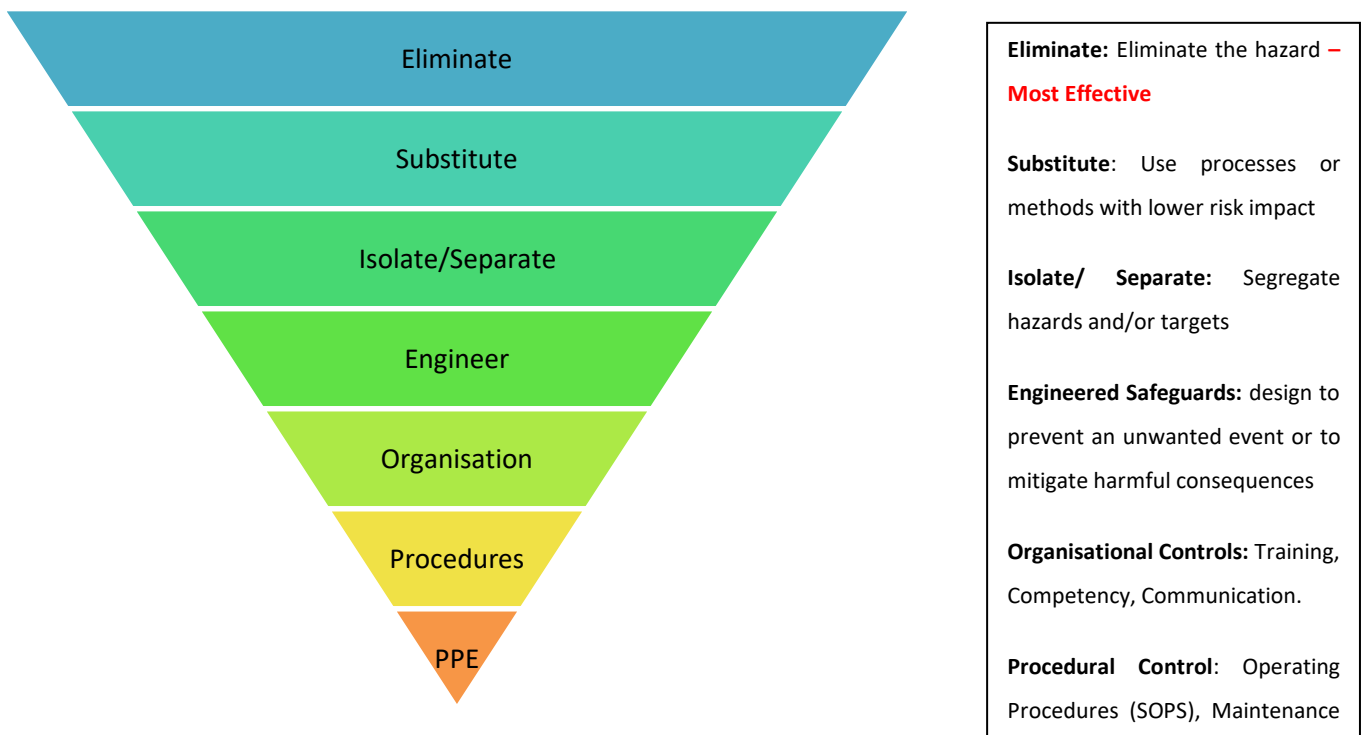 Eliminate
Substitute
Isolate/Separate
Engineer
Organisation
Procedures
PPE
Eliminate: Eliminate the hazard –
Most Effective
Substitute: Use processes or
methods with lower risk impact
Isolate/ Separate: Segregate
hazards and/or targets
Engineered Safeguards: design to
prevent an unwanted event or to
mitigate harmful consequences
Organisational Controls: Training,
Competency, Communication.
Procedural Control: Operating
Procedures (SOPS), Maintenance